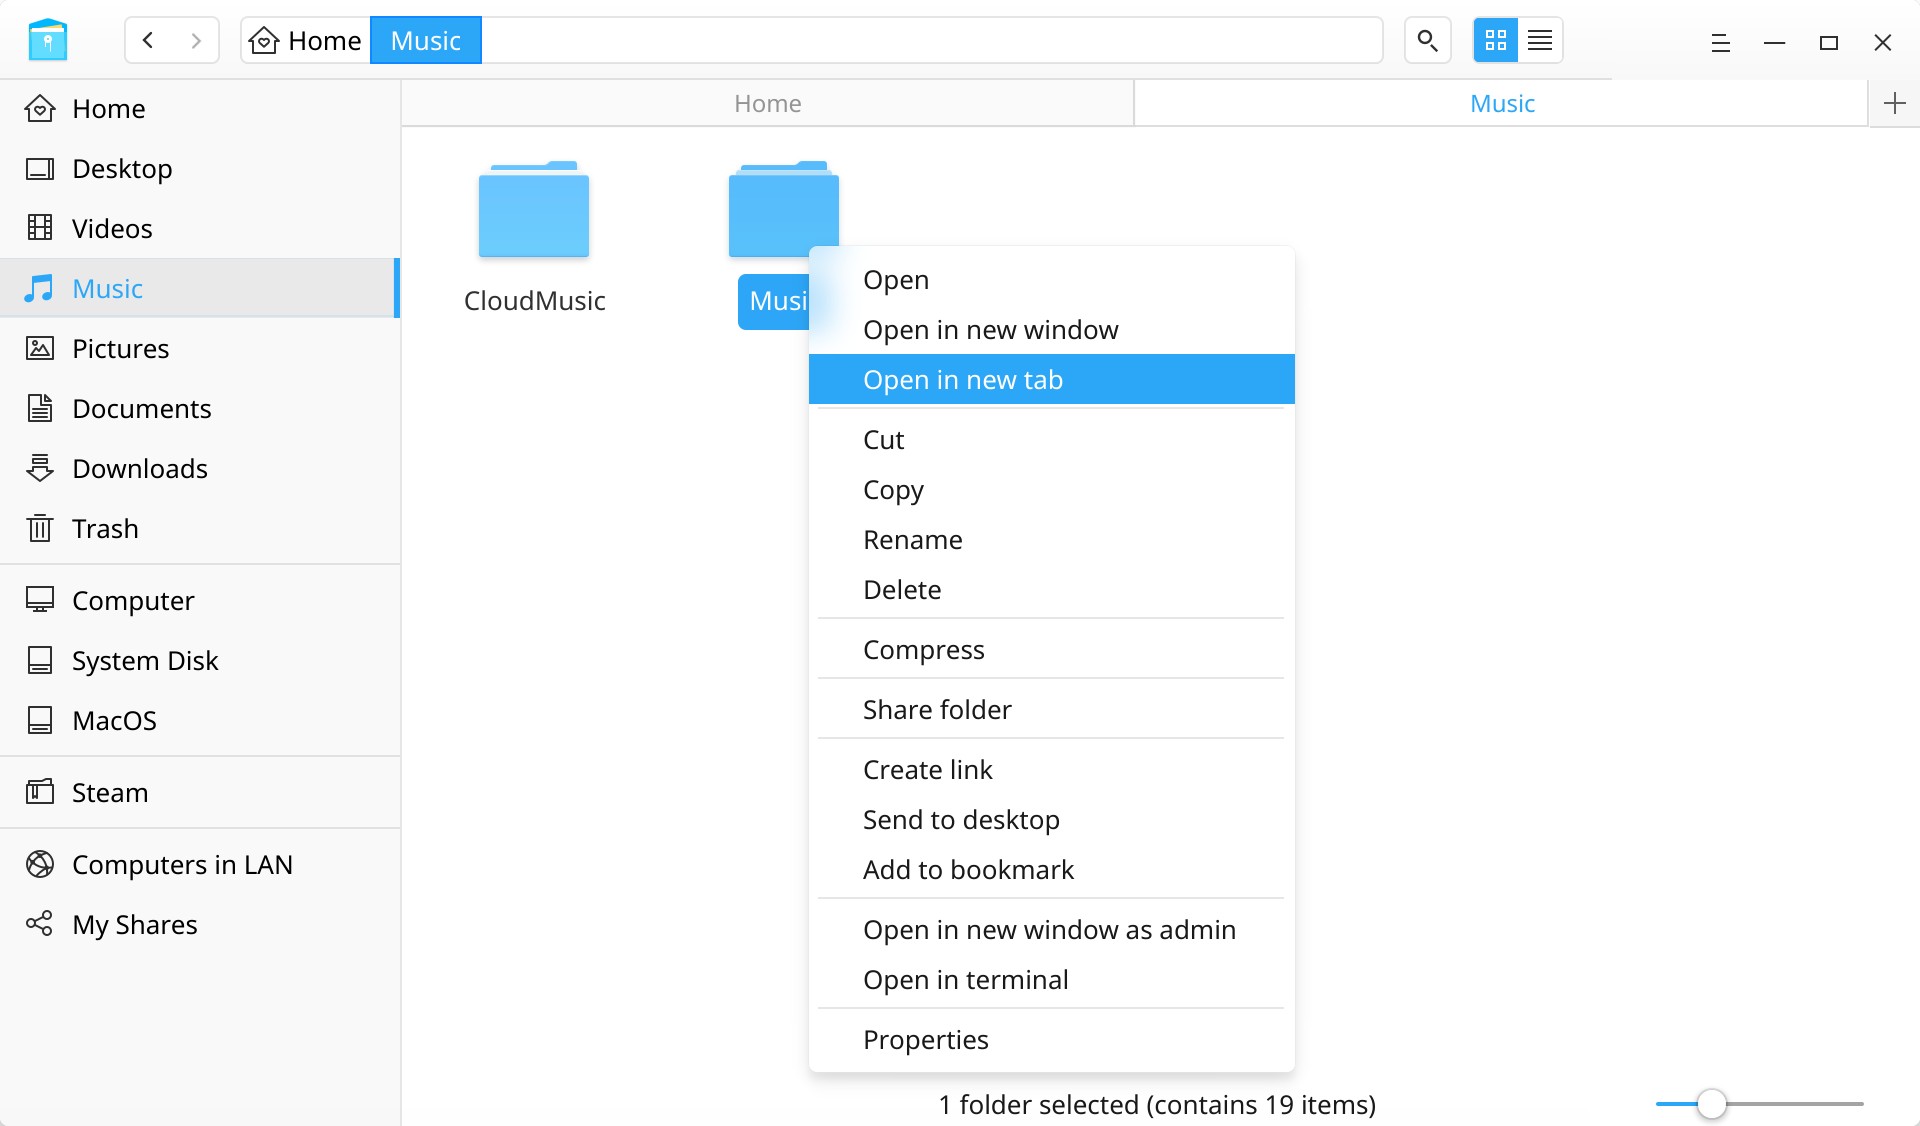 Home Music
Home Music
Home
Desktop
Videos
Music
Pictures
Documents
Downloads
Trash
Computer
System Disk
MacOS
Steam
Computers in LAN
My Shares
CloudMusic
Musi
Open
Open in new window
Open in new tab
Cut
Copy
Rename
Delete
Compress
Share folder
Create link
Send to desktop
Add to bookmark
Open in new window as admin
Open in terminal
Properties
1 folder selected (contains 19 items)